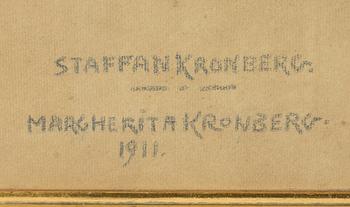 STAFFAN KRONBERG.
MARGHERITA KRONBERG.
1911.